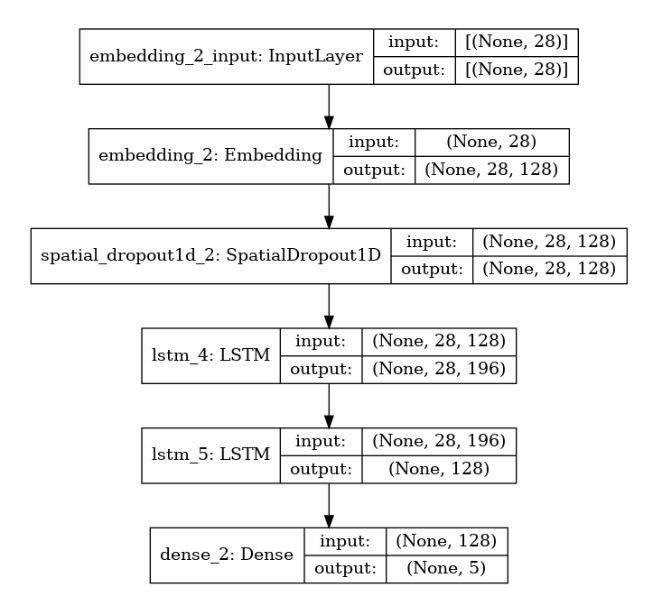 embedding_2_input: InputLayer
input: [(None, 28)]
output: [(None, 28)]
embedding_2: Embedding
input: (None, 28)
output: (None, 28, 128)
spatial_dropout1d_2: SpatialDropout1D
input: (None, 28, 128)
output: (None, 28, 128)
lstm_4: LSTM
input: (None, 28, 128)
output: (None, 28, 196)
lstm_5: LSTM
input: (None, 28, 196)
output: (None, 128)
dense_2: Dense
input: (None, 128)
output: (None, 5)